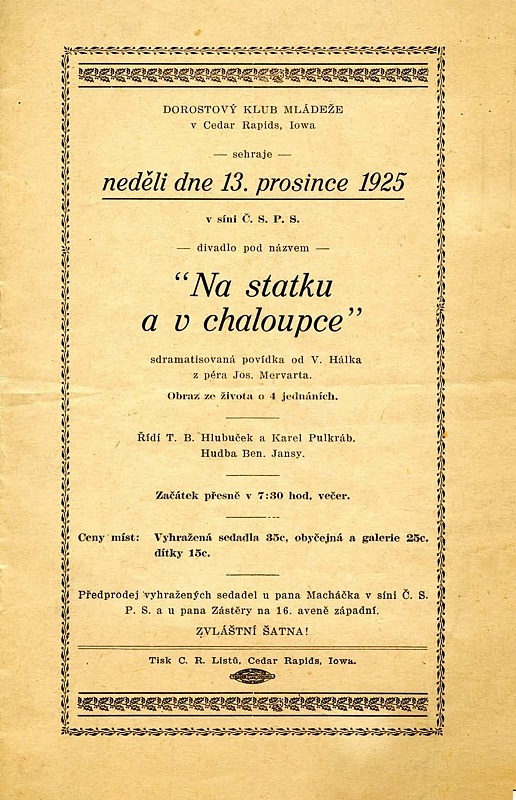 DOROSTOVÝ KLUB MLÁDEŽE
v Cedar Rapids, Iowa
— sehraje —
neděli dne 13. prosince 1925
v síni Č. S. P. S.
— divadlo pod názvem —
“Na statku
a v chaloupce”
sdramatisovaná povídka od V. Hálka
z péra Jos. Mervarta.
Obraz ze života o 4 jednáních.
Řídí T. B. Hlubuček a Karel Pulkráb.
Hudba Ben. Jansy.
Začátek přesně v 7:30 hod. večer.
Ceny míst: Vyhražená sedadla 35c, obyčejná a galerie 25c.
dítky 15c.
Předprodej vyhražených sedadel u pana Macháčka v síni Č. S.
P. S. a u pana Zástěry na 16. aveně západní.
ZVLÁŠTNÍ ŠATNA!
Tisk C. R. Listů, Cedar Rapids, Iowa.